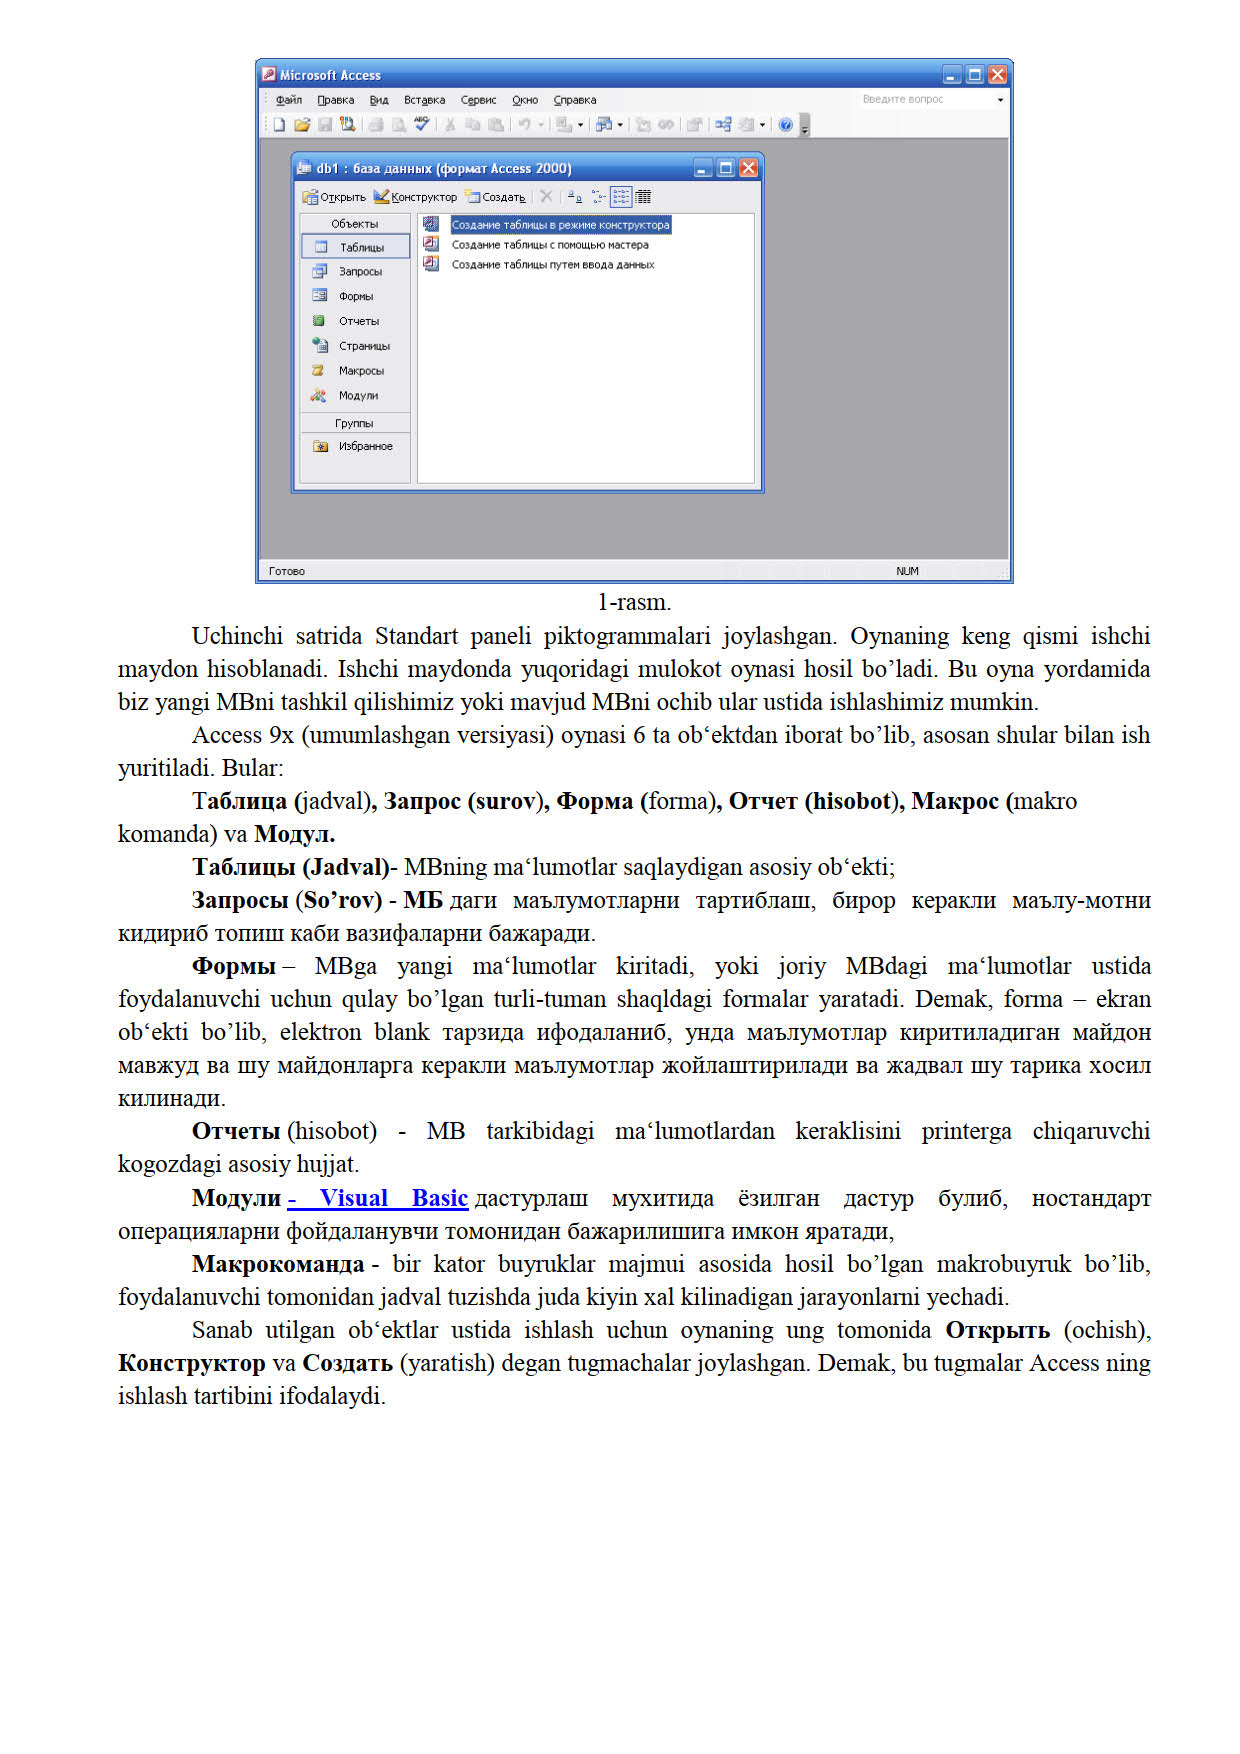 Microsoft Access
Файл Правка Вид Вставка Сервис Окно Справка Введите вопрос
db1 : база данных (формат Access 2000)
Открыть Конструктор Создать
Объекты
Таблицы
Запросы
Формы
Отчеты
Страницы
Макросы
Модули
Группы
Избранное
Создание таблицы в режиме конструктора
Создание таблицы с помощью мастера
Создание таблицы путем ввода данных
Готово NUM
1-rasm.
Uchinchi satrida Standart paneli piktogrammalari joylashgan. Oynaning keng qismi ishchi
maydon hisoblanadi. Ishchi maydonda yuqoridagi mulokot oynasi hosil bo’ladi. Bu oyna yordamida
biz yangi MBni tashkil qilishimiz yoki mavjud MBni ochib ular ustida ishlashimiz mumkin.
Access 9x (umumlashgan versiyasi) oynasi 6 ta ob‘ektdan iborat bo’lib, asosan shular bilan ish
yuritiladi. Bular:
Таблица (jadval), Запрос (surov), Форма (forma), Отчет (hisobot), Макрос (makro
komanda) va Модул.
Таблицы (Jadval)- MBning ma‘lumotlar saqlaydigan asosiy ob‘ekti;
Запросы (So’rov) - МБ даги маълумотларни тартиблаш, бирор керакли маълу-мотни
кидириб топиш каби вазифаларни бажаради.
Формы – MBga yangi ma‘lumotlar kiritadi, yoki joriy MBdagi ma‘lumotlar ustida
foydalanuvchi uchun qulay bo’lgan turli-tuman shaqldagi formalar yaratadi. Demak, forma – ekran
ob‘ekti bo’lib, elektron blank тарзида ифодаланиб, унда маълумотлар киритиладиган майдон
мавжуд ва шу майдонларга керакли маълумотлар жойлаштирилади ва жадвал шу тарика хосил
килинади.
Отчеты (hisobot) - MB tarkibidagi ma‘lumotlardan keraklisini printerga chiqaruvchi
kogozdagi asosiy hujjat.
Модули - Visual Basic дастурлаш мухитида ёзилган дастур булиб, ностандарт
операцияларни фойдаланувчи томонидан бажарилишига имкон яратади,
Макрокоманда - bir kator buyruklar majmui asosida hosil bo’lgan makrobuyruk bo’lib,
foydalanuvchi tomonidan jadval tuzishda juda kiyin xal kilinadigan jarayonlarni yechadi.
Sanab utilgan ob‘ektlar ustida ishlash uchun oynaning ung tomonida Открыть (ochish),
Конструктор va Создать (yaratish) degan tugmachalar joylashgan. Demak, bu tugmalar Access ning
ishlash tartibini ifodalaydi.